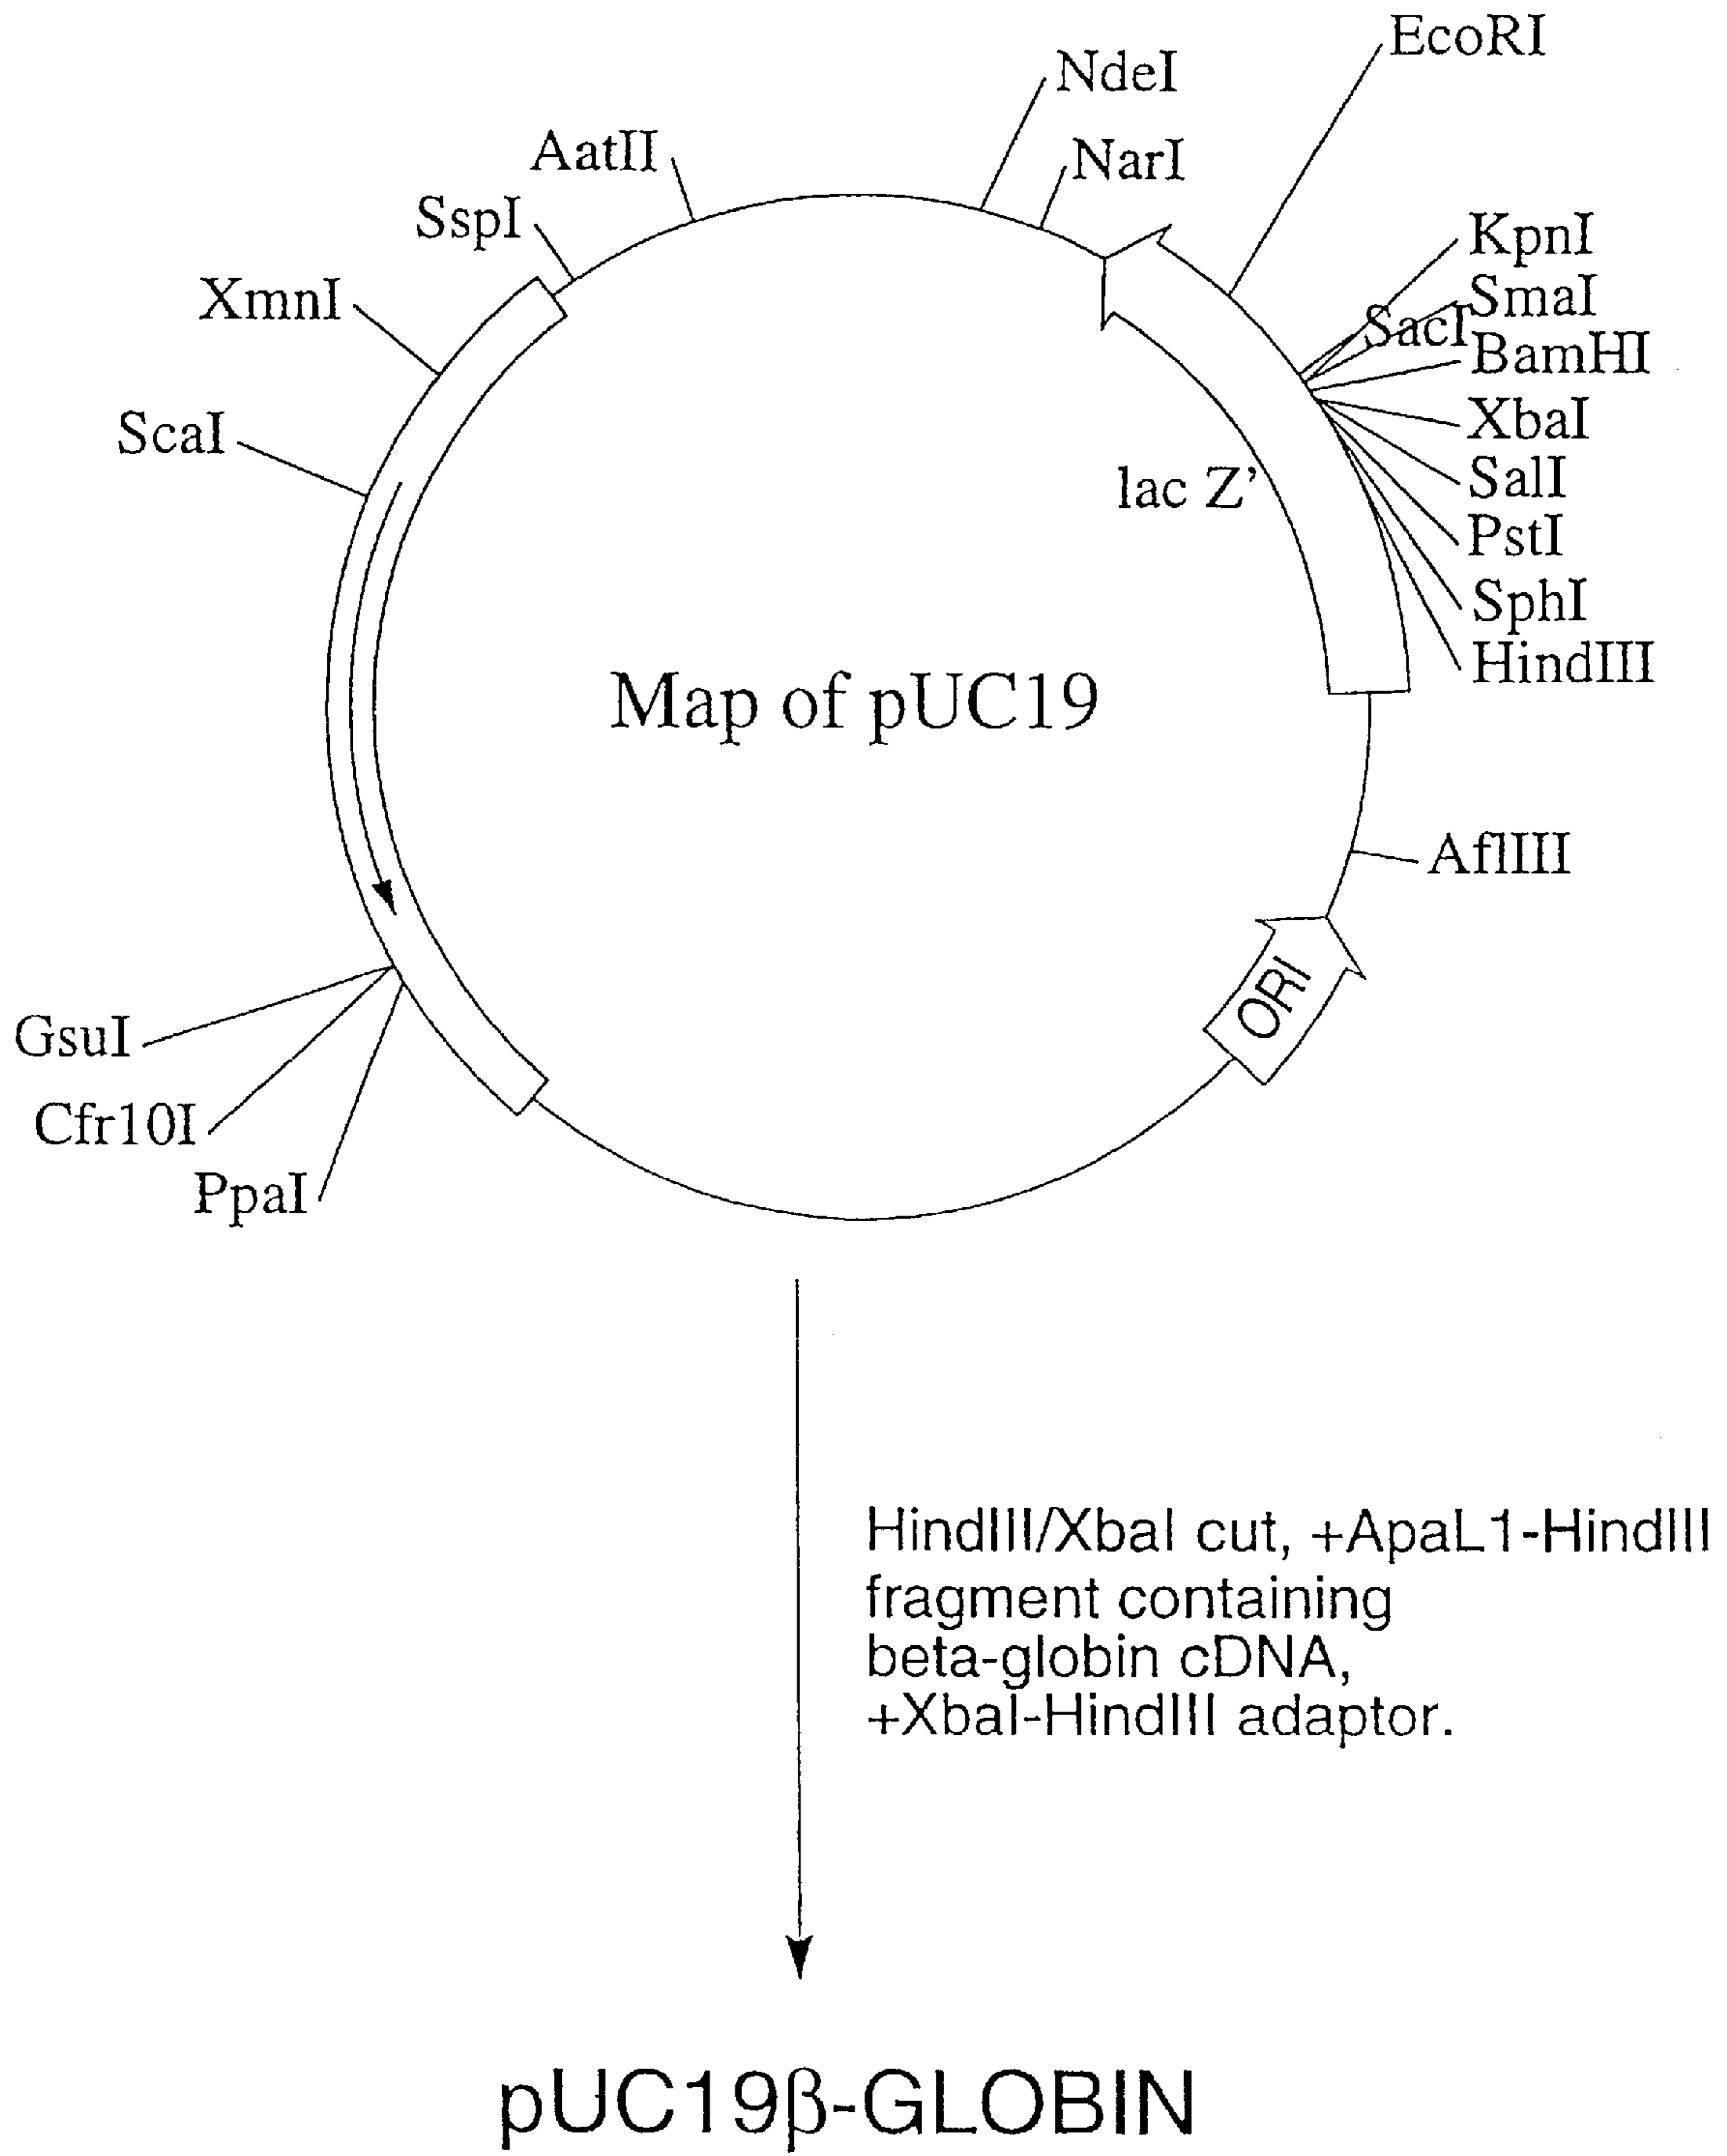 EcoRI
NdeI
NarI
AatII
SspI
XmnI
ScaI
KpnI
SmaI
SacI
BamHI
XbaI
SalI
PstI
SphI
HindIII
lac Z’
Map of pUC19
AflIII
ORI
GsuI
Cfr10I
PpaI
HindIII/XbaI cut, +ApaL1-HindIII
fragment containing
beta-globin cDNA,
+XbaI-HindIII adaptor.
pUC19β-GLOBIN